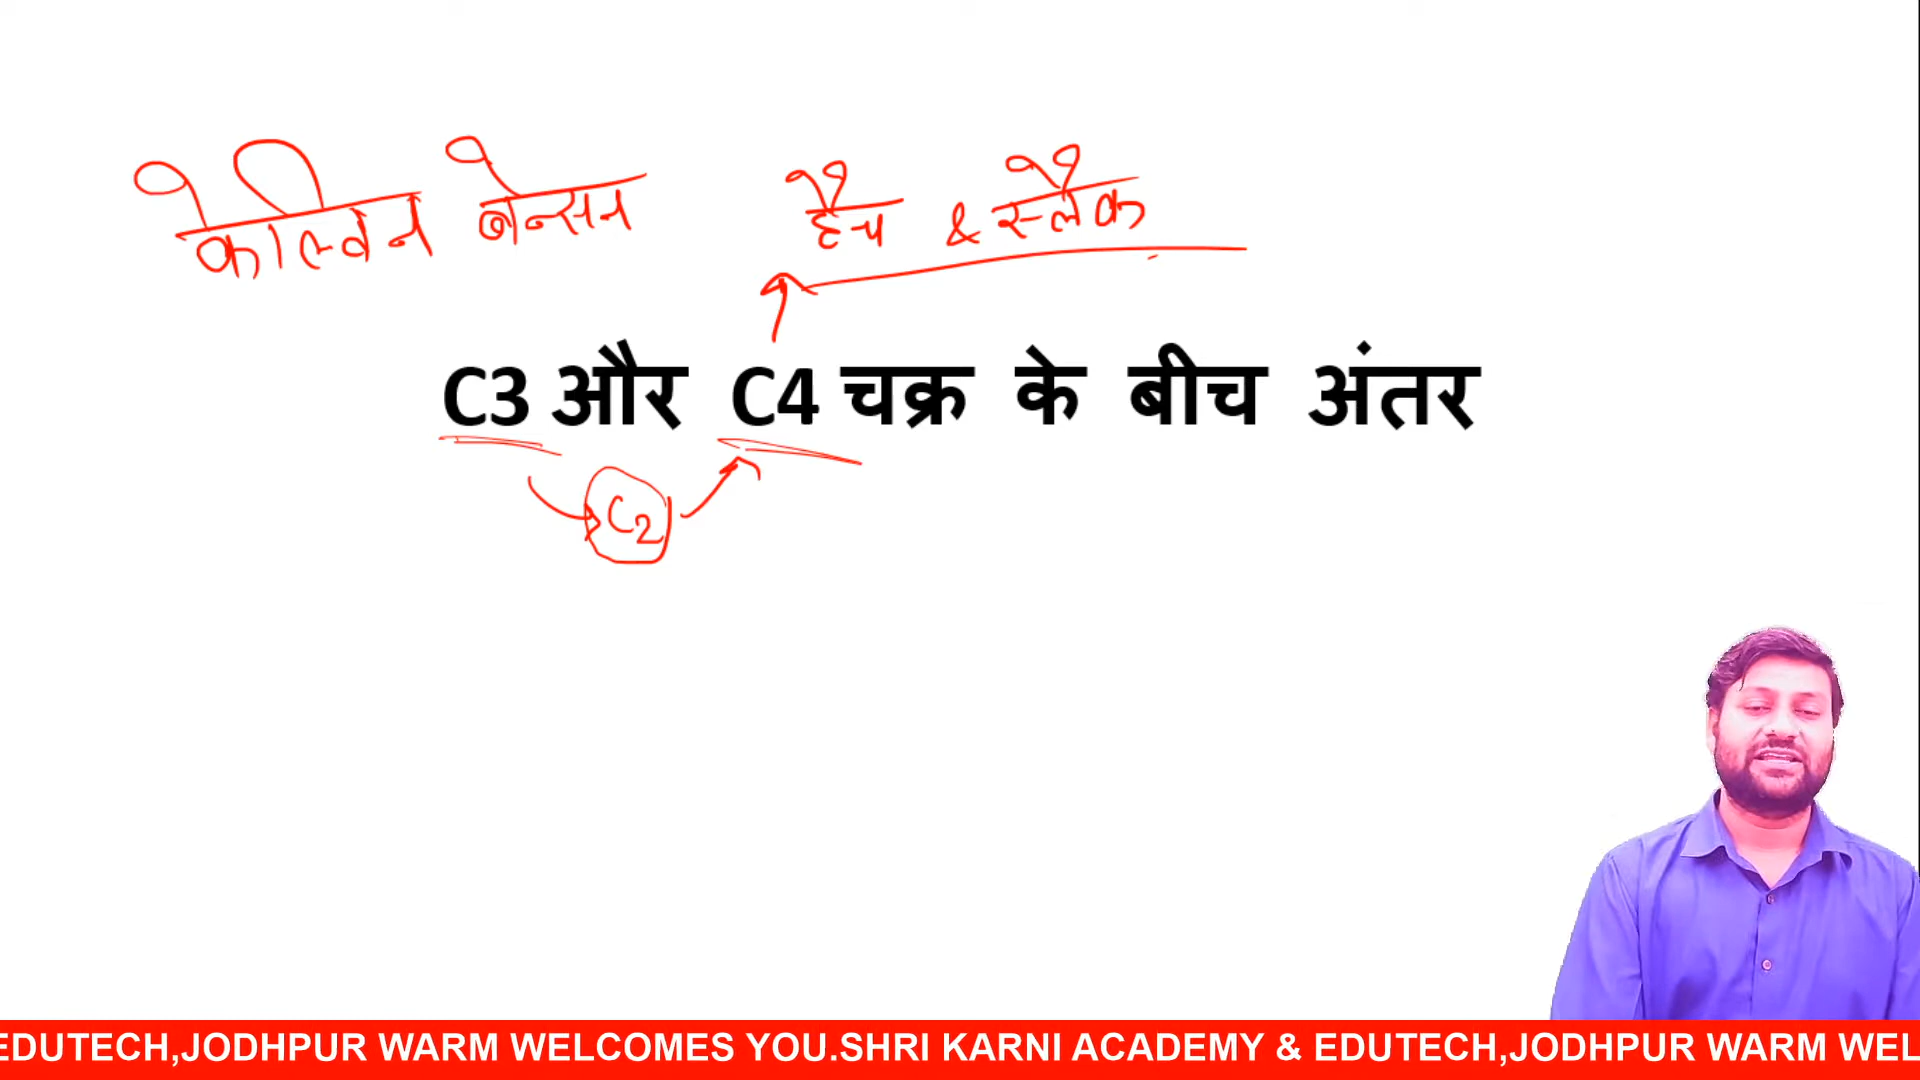 केल्विन बेन्सन हैच & स्लैक
C3 और C4 चक्र के बीच अंतर
C2
EDUTECH,JODHPUR WARM WELCOMES YOU.SHRI KARNI ACADEMY & EDUTECH,JODHPUR WARM WEL